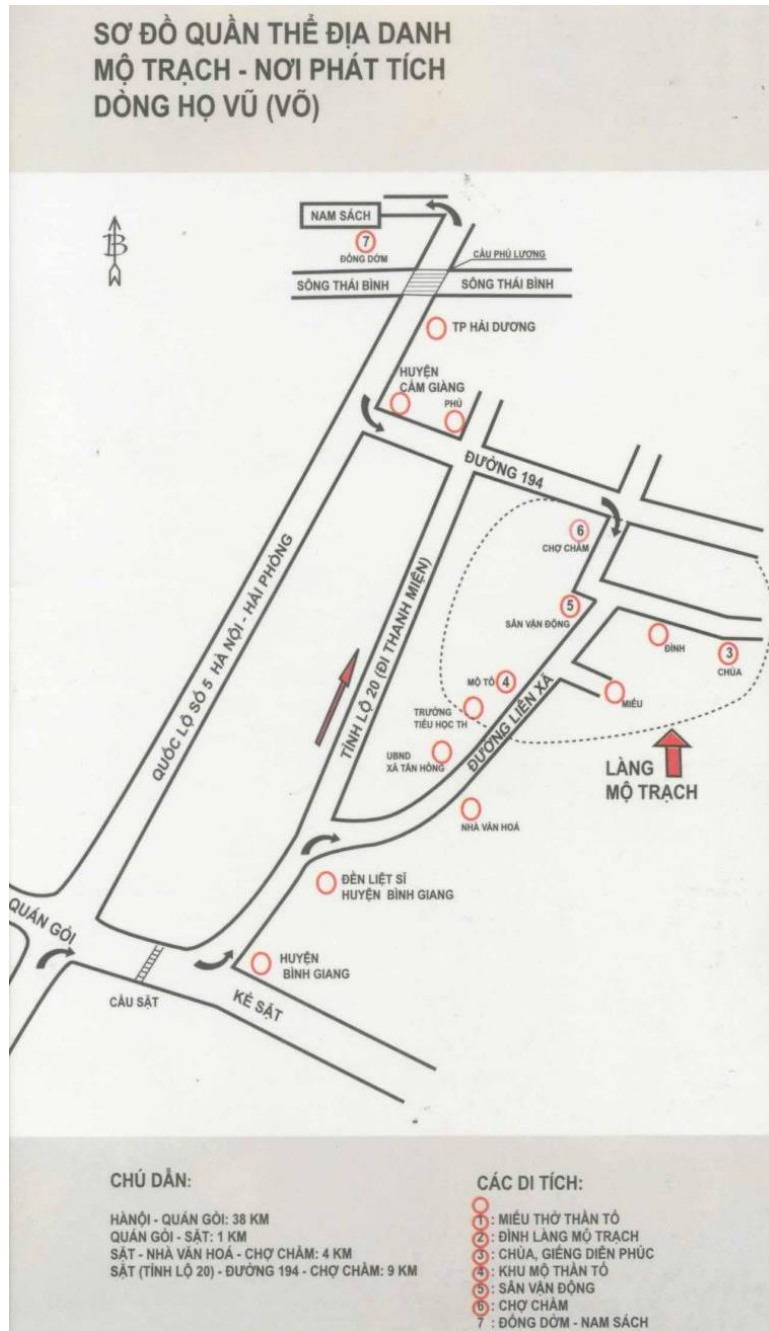 SƠ ĐỒ QUẦN THỂ ĐỊA DANH
MỘ TRẠCH - NƠI PHÁT TÍCH
DÒNG HỌ VŨ (VÕ)
B
NAM SÁCH
7
ĐỐNG DỜM
CẦU PHÚ LƯƠNG
SÔNG THÁI BÌNH
SÔNG THÁI BÌNH
TP HẢI DƯƠNG
HUYỆN
CẨM GIÀNG
PHỦ
ĐƯỜNG 194
6
CHỢ CHẰM
QUỐC LỘ SỐ 5 HÀ NỘI - HẢI PHÒNG
TỈNH LỘ 20 (ĐI THANH MIỆN)
5
SÂN VẬN ĐỘNG
ĐÌNH
3
CHÙA
MỘ TỔ
4
MIẾU
TRƯỜNG
TIỂU HỌC TH
ĐƯỜNG LIÊN XÃ
UBND
XÃ TÂN HỒNG
LÀNG
MỘ TRẠCH
NHÀ VĂN HOÁ
ĐỀN LIỆT SĨ
HUYỆN BÌNH GIANG
QUÁN GỎI
HUYỆN
BÌNH GIANG
CẦU SẶT
KẺ SẶT
CHÚ DẪN:
HÀNỘI - QUÁN GỎI: 38 KM
QUÁN GỎI - SẶT: 1 KM
SẶT - NHÀ VĂN HOÁ - CHỢ CHẰM: 4 KM
SẶT (TỈNH LỘ 20) - ĐƯỜNG 194 - CHỢ CHẰM: 9 KM
CÁC DI TÍCH:
1 : MIẾU THỜ THẦN TỔ
2 : ĐÌNH LÀNG MỘ TRẠCH
3 : CHÙA, GIẾNG DIÊN PHÚC
4 : KHU MỘ THẦN TỔ
5 : SÂN VẬN ĐỘNG
6 : CHỢ CHẰM
7 : ĐỐNG DỜM - NAM SÁCH